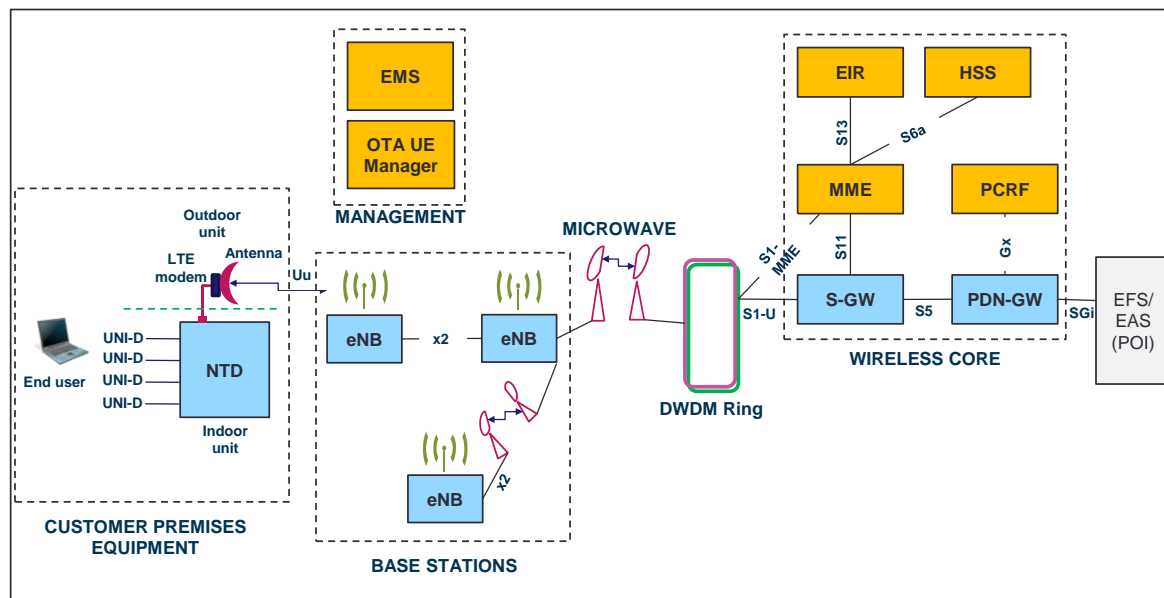 EMS
OTA UE
Manager
MANAGEMENT
EIR
HSS
S13
S6a
MME
PCRF
S1-
MME
S11
Gx
S-GW
S5
PDN-GW
SGi
S1-U
WIRELESS CORE
EFS/
EAS
(POI)
MICROWAVE
DWDM Ring
Outdoor
unit
LTE
modem
Antenna
Uu
End user
UNI-D
UNI-D
UNI-D
UNI-D
NTD
Indoor
unit
CUSTOMER PREMISES
EQUIPMENT
eNB
x2
eNB
eNB
x2
BASE STATIONS